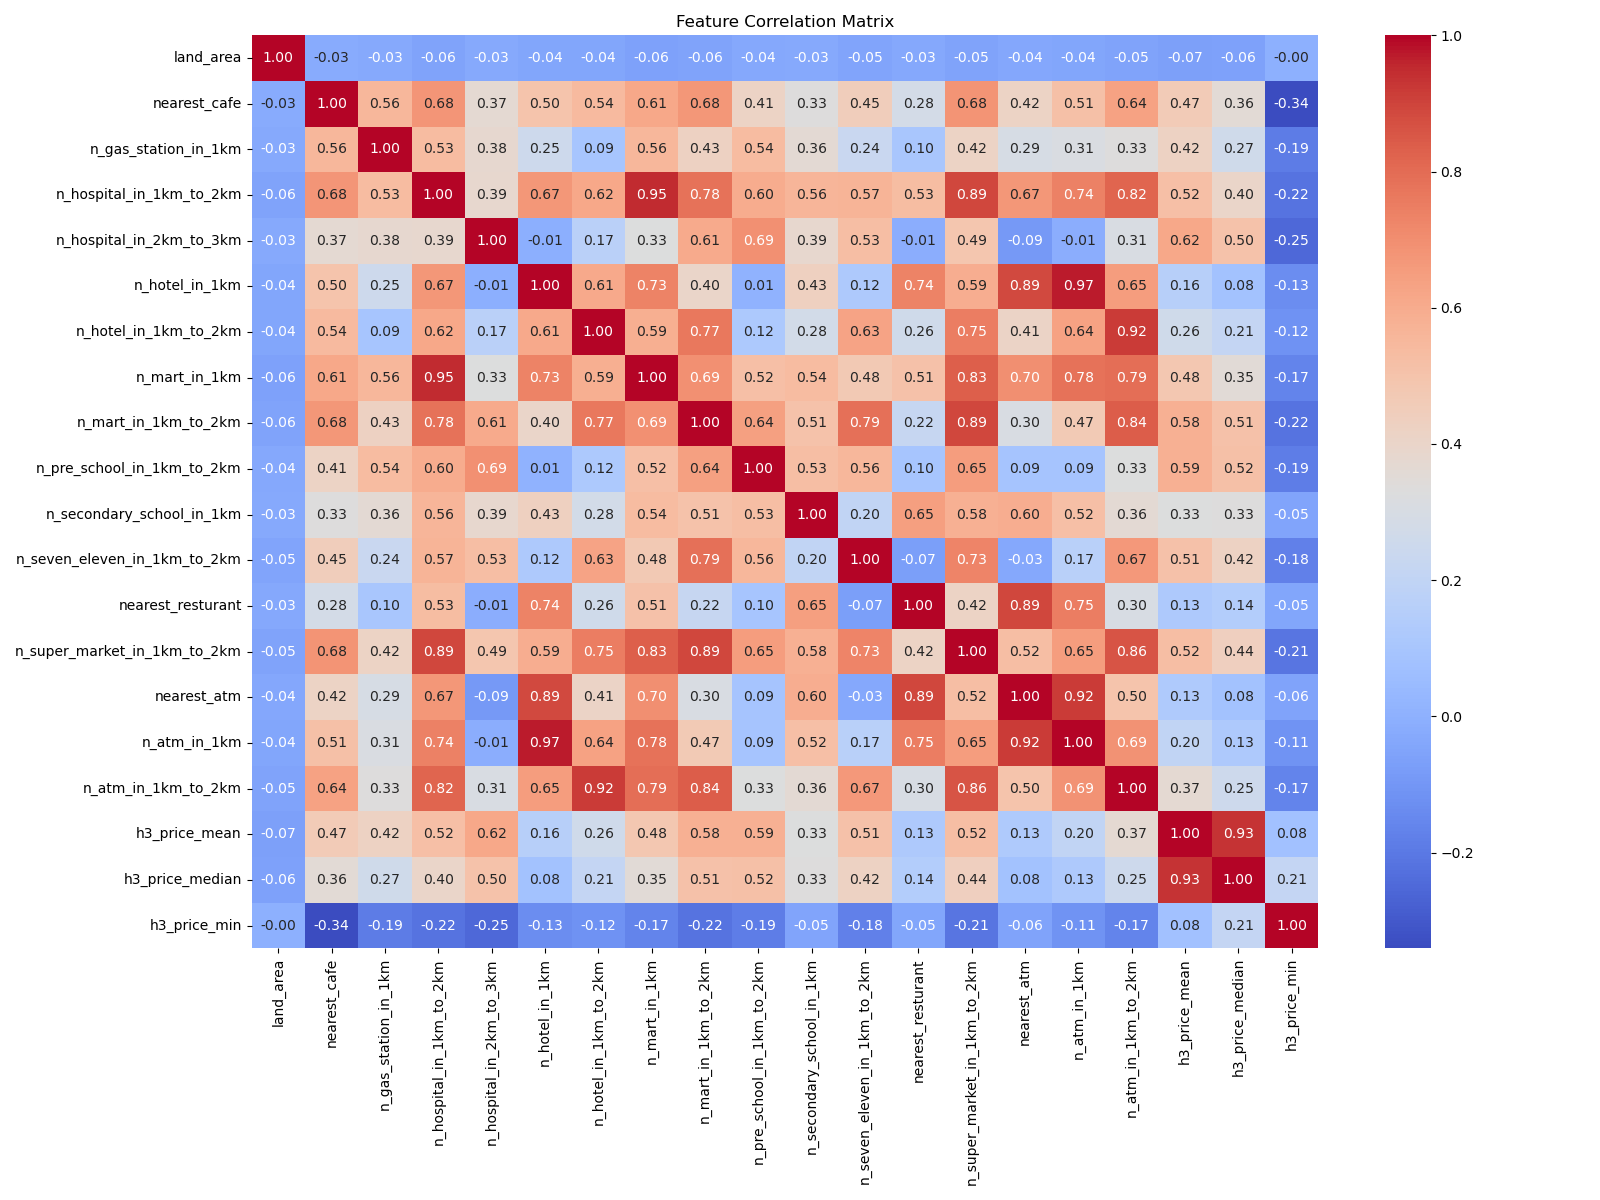 Feature Correlation Matrix
land_area 1.00 -0.03 -0.03 -0.06 -0.03 -0.04 -0.04 -0.06 -0.06 -0.04 -0.03 -0.05 -0.03 -0.05 -0.04 -0.04 -0.05 -0.07 -0.06 -0.00
nearest_cafe -0.03 1.00 0.56 0.68 0.37 0.50 0.54 0.61 0.68 0.41 0.33 0.45 0.28 0.68 0.42 0.51 0.64 0.47 0.36 -0.34
n_gas_station_in_1km -0.03 0.56 1.00 0.53 0.38 0.25 0.09 0.56 0.43 0.54 0.36 0.24 0.10 0.42 0.29 0.31 0.33 0.42 0.27 -0.19
n_hospital_in_1km_to_2km -0.06 0.68 0.53 1.00 0.39 0.67 0.62 0.95 0.78 0.60 0.56 0.57 0.53 0.89 0.67 0.74 0.82 0.52 0.40 -0.22
n_hospital_in_2km_to_3km -0.03 0.37 0.38 0.39 1.00 -0.01 0.17 0.33 0.61 0.69 0.39 0.53 -0.01 0.49 -0.09 -0.01 0.31 0.62 0.50 -0.25
n_hotel_in_1km -0.04 0.50 0.25 0.67 -0.01 1.00 0.61 0.73 0.40 0.01 0.43 0.12 0.74 0.59 0.89 0.97 0.65 0.16 0.08 -0.13
n_hotel_in_1km_to_2km -0.04 0.54 0.09 0.62 0.17 0.61 1.00 0.59 0.77 0.12 0.28 0.63 0.26 0.75 0.41 0.64 0.92 0.26 0.21 -0.12
n_mart_in_1km -0.06 0.61 0.56 0.95 0.33 0.73 0.59 1.00 0.69 0.52 0.54 0.48 0.51 0.83 0.70 0.78 0.79 0.48 0.35 -0.17
n_mart_in_1km_to_2km -0.06 0.68 0.43 0.78 0.61 0.40 0.77 0.69 1.00 0.64 0.51 0.79 0.22 0.89 0.30 0.47 0.84 0.58 0.51 -0.22
n_pre_school_in_1km_to_2km -0.04 0.41 0.54 0.60 0.69 0.01 0.12 0.52 0.64 1.00 0.53 0.56 0.10 0.65 0.09 0.09 0.33 0.59 0.52 -0.19
n_secondary_school_in_1km -0.03 0.33 0.36 0.56 0.39 0.43 0.28 0.54 0.51 0.53 1.00 0.20 0.65 0.58 0.60 0.52 0.36 0.33 0.33 -0.05
n_seven_eleven_in_1km_to_2km -0.05 0.45 0.24 0.57 0.53 0.12 0.63 0.48 0.79 0.56 0.20 1.00 -0.07 0.73 -0.03 0.17 0.67 0.51 0.42 -0.18
nearest_resturant -0.03 0.28 0.10 0.53 -0.01 0.74 0.26 0.51 0.22 0.10 0.65 -0.07 1.00 0.42 0.89 0.75 0.30 0.13 0.14 -0.05
n_super_market_in_1km_to_2km -0.05 0.68 0.42 0.89 0.49 0.59 0.75 0.83 0.89 0.65 0.58 0.73 0.42 1.00 0.52 0.65 0.86 0.52 0.44 -0.21
nearest_atm -0.04 0.42 0.29 0.67 -0.09 0.89 0.41 0.70 0.30 0.09 0.60 -0.03 0.89 0.52 1.00 0.92 0.50 0.13 0.08 -0.06
n_atm_in_1km -0.04 0.51 0.31 0.74 -0.01 0.97 0.64 0.78 0.47 0.09 0.52 0.17 0.75 0.65 0.92 1.00 0.69 0.20 0.13 -0.11
n_atm_in_1km_to_2km -0.05 0.64 0.33 0.82 0.31 0.65 0.92 0.79 0.84 0.33 0.36 0.67 0.30 0.86 0.50 0.69 1.00 0.37 0.25 -0.17
h3_price_mean -0.07 0.47 0.42 0.52 0.62 0.16 0.26 0.48 0.58 0.59 0.33 0.51 0.13 0.52 0.13 0.20 0.37 1.00 0.93 0.08
h3_price_median -0.06 0.36 0.27 0.40 0.50 0.08 0.21 0.35 0.51 0.52 0.33 0.42 0.14 0.44 0.08 0.13 0.25 0.93 1.00 0.21
h3_price_min -0.00 -0.34 -0.19 -0.22 -0.25 -0.13 -0.12 -0.17 -0.22 -0.19 -0.05 -0.18 -0.05 -0.21 -0.06 -0.11 -0.17 0.08 0.21 1.00
land_area
nearest_cafe
n_gas_station_in_1km
n_hospital_in_1km_to_2km
n_hospital_in_2km_to_3km
n_hotel_in_1km
n_hotel_in_1km_to_2km
n_mart_in_1km
n_mart_in_1km_to_2km
n_pre_school_in_1km_to_2km
n_secondary_school_in_1km
n_seven_eleven_in_1km_to_2km
nearest_resturant
n_super_market_in_1km_to_2km
nearest_atm
n_atm_in_1km
n_atm_in_1km_to_2km
h3_price_mean
h3_price_median
h3_price_min
1.0
0.8
0.6
0.4
0.2
0.0
−0.2